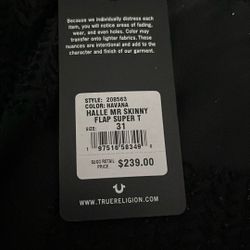 Because we individually distress each
item, you will notice areas of fading,
wear, and even holes. Color may
transfer onto lighter fabrics. These
nuances are intentional and add to the
character and finish of our garment.
STYLE: 208563
COLOR: HAVANA
HALLE MR SKINNY
FLAP SUPER T
SIZE: 31
SUGG RETAIL
PRICE
$239.00
WWW.TRUERELIGION.COM